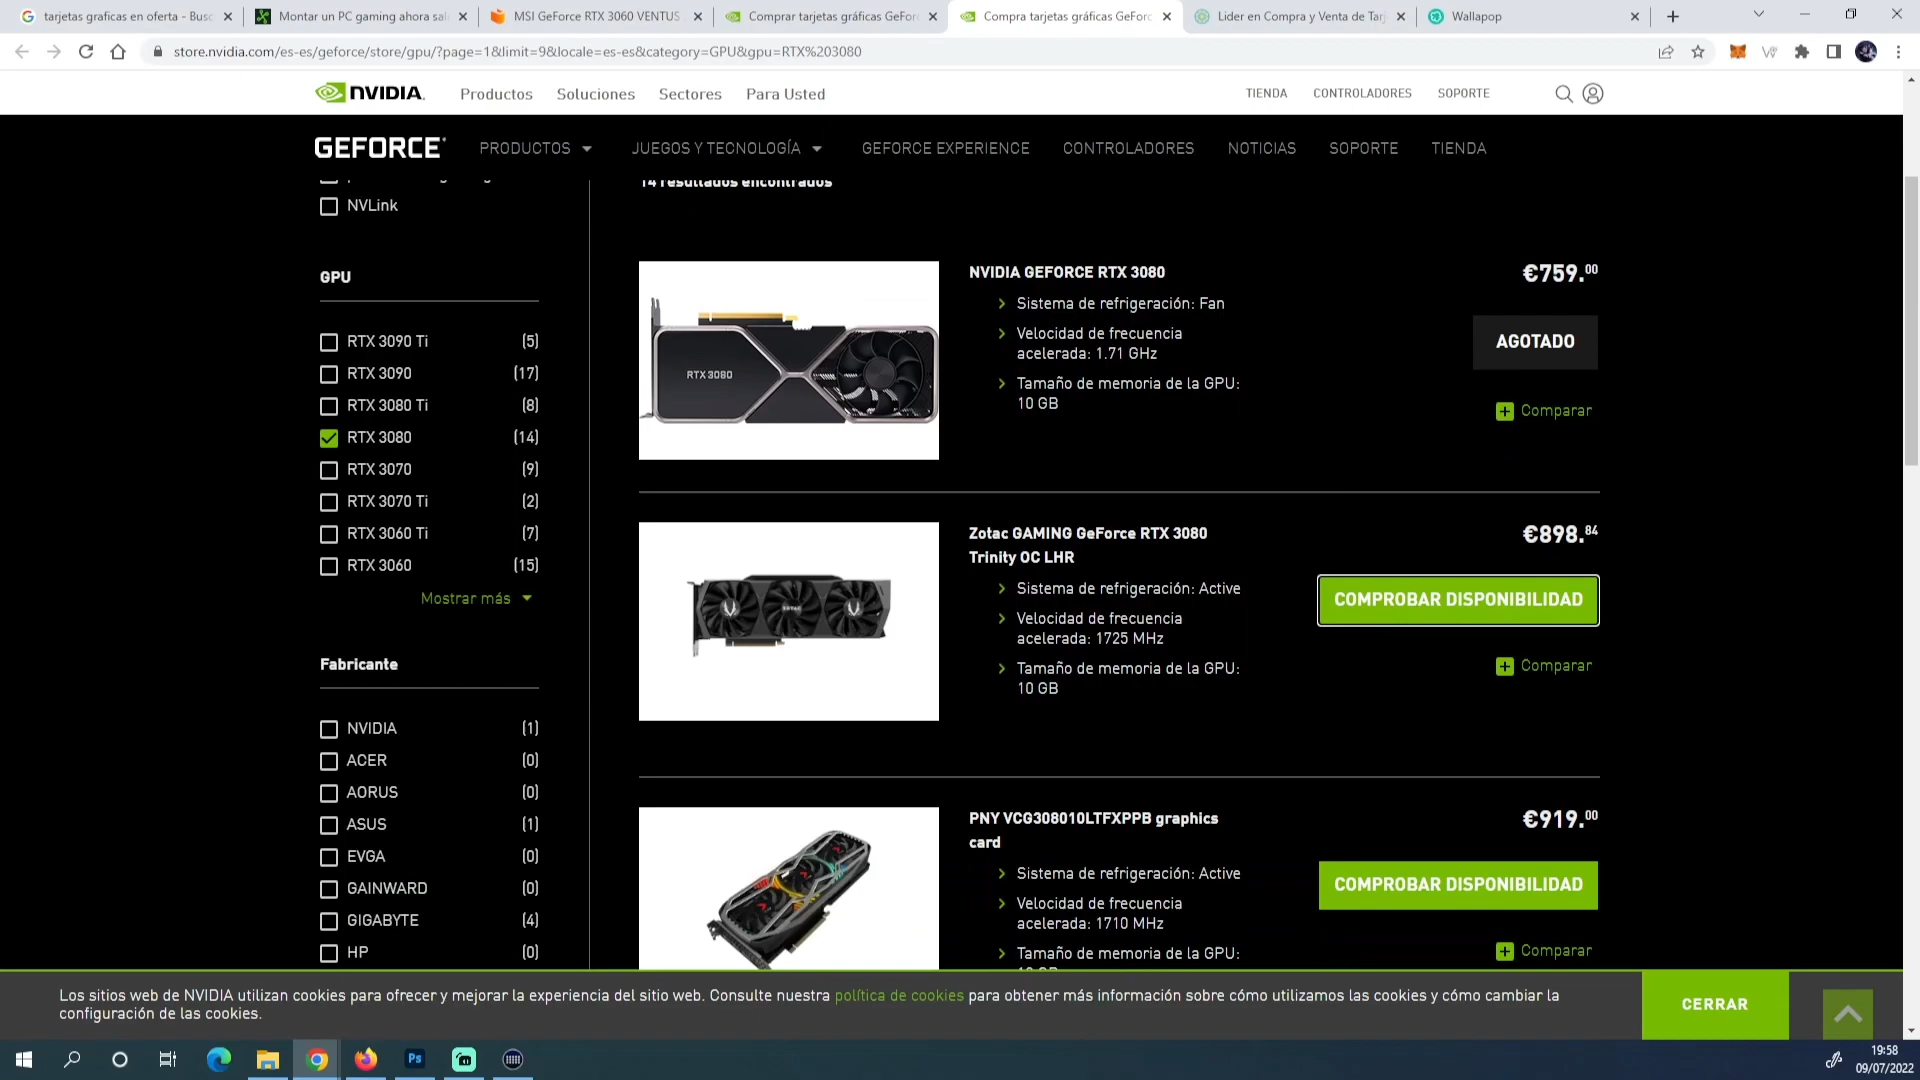 tarjetas graficas en oferta - Busc
Montar un PC gaming ahora sal
MSI GeForce RTX 3060 VENTUS
Comprar tarjetas gráficas GeFor
Compra tarjetas gráficas GeForc
Lider en Compra y Venta de Tarj
Wallapop
store.nvidia.com/es-es/geforce/store/gpu/?page=1&limit=9&locale=es-es&category=GPU&gpu=RTX%203080
NVIDIA.
Productos
Soluciones
Sectores
Para Usted
TIENDA
CONTROLADORES
SOPORTE
GEFORCE
PRODUCTOS
JUEGOS Y TECNOLOGÍA
GEFORCE EXPERIENCE
CONTROLADORES
NOTICIAS
SOPORTE
TIENDA
14 resultados encontrados
NVLink
GPU
RTX 3090 Ti (5)
RTX 3090 (17)
RTX 3080 Ti (8)
RTX 3080 (14)
RTX 3070 (9)
RTX 3070 Ti (2)
RTX 3060 Ti (7)
RTX 3060 (15)
Mostrar más
Fabricante
NVIDIA (1)
ACER (0)
AORUS (0)
ASUS (1)
EVGA (0)
GAINWARD (0)
GIGABYTE (4)
HP (0)
RTX 3080
NVIDIA GEFORCE RTX 3080
Sistema de refrigeración: Fan
Velocidad de frecuencia
acelerada: 1.71 GHz
Tamaño de memoria de la GPU:
10 GB
€759.00
AGOTADO
Comparar
Zotac GAMING GeForce RTX 3080
Trinity OC LHR
Sistema de refrigeración: Active
Velocidad de frecuencia
acelerada: 1725 MHz
Tamaño de memoria de la GPU:
10 GB
€898.84
COMPROBAR DISPONIBILIDAD
Comparar
PNY VCG308010LTFXPPB graphics
card
Sistema de refrigeración: Active
Velocidad de frecuencia
acelerada: 1710 MHz
Tamaño de memoria de la GPU:
10 GB
€919.00
COMPROBAR DISPONIBILIDAD
Comparar
Los sitios web de NVIDIA utilizan cookies para ofrecer y mejorar la experiencia del sitio web. Consulte nuestra política de cookies para obtener más información sobre cómo utilizamos las cookies y cómo cambiar la
configuración de las cookies.
CERRAR
Ps
19:58
09/07/2022